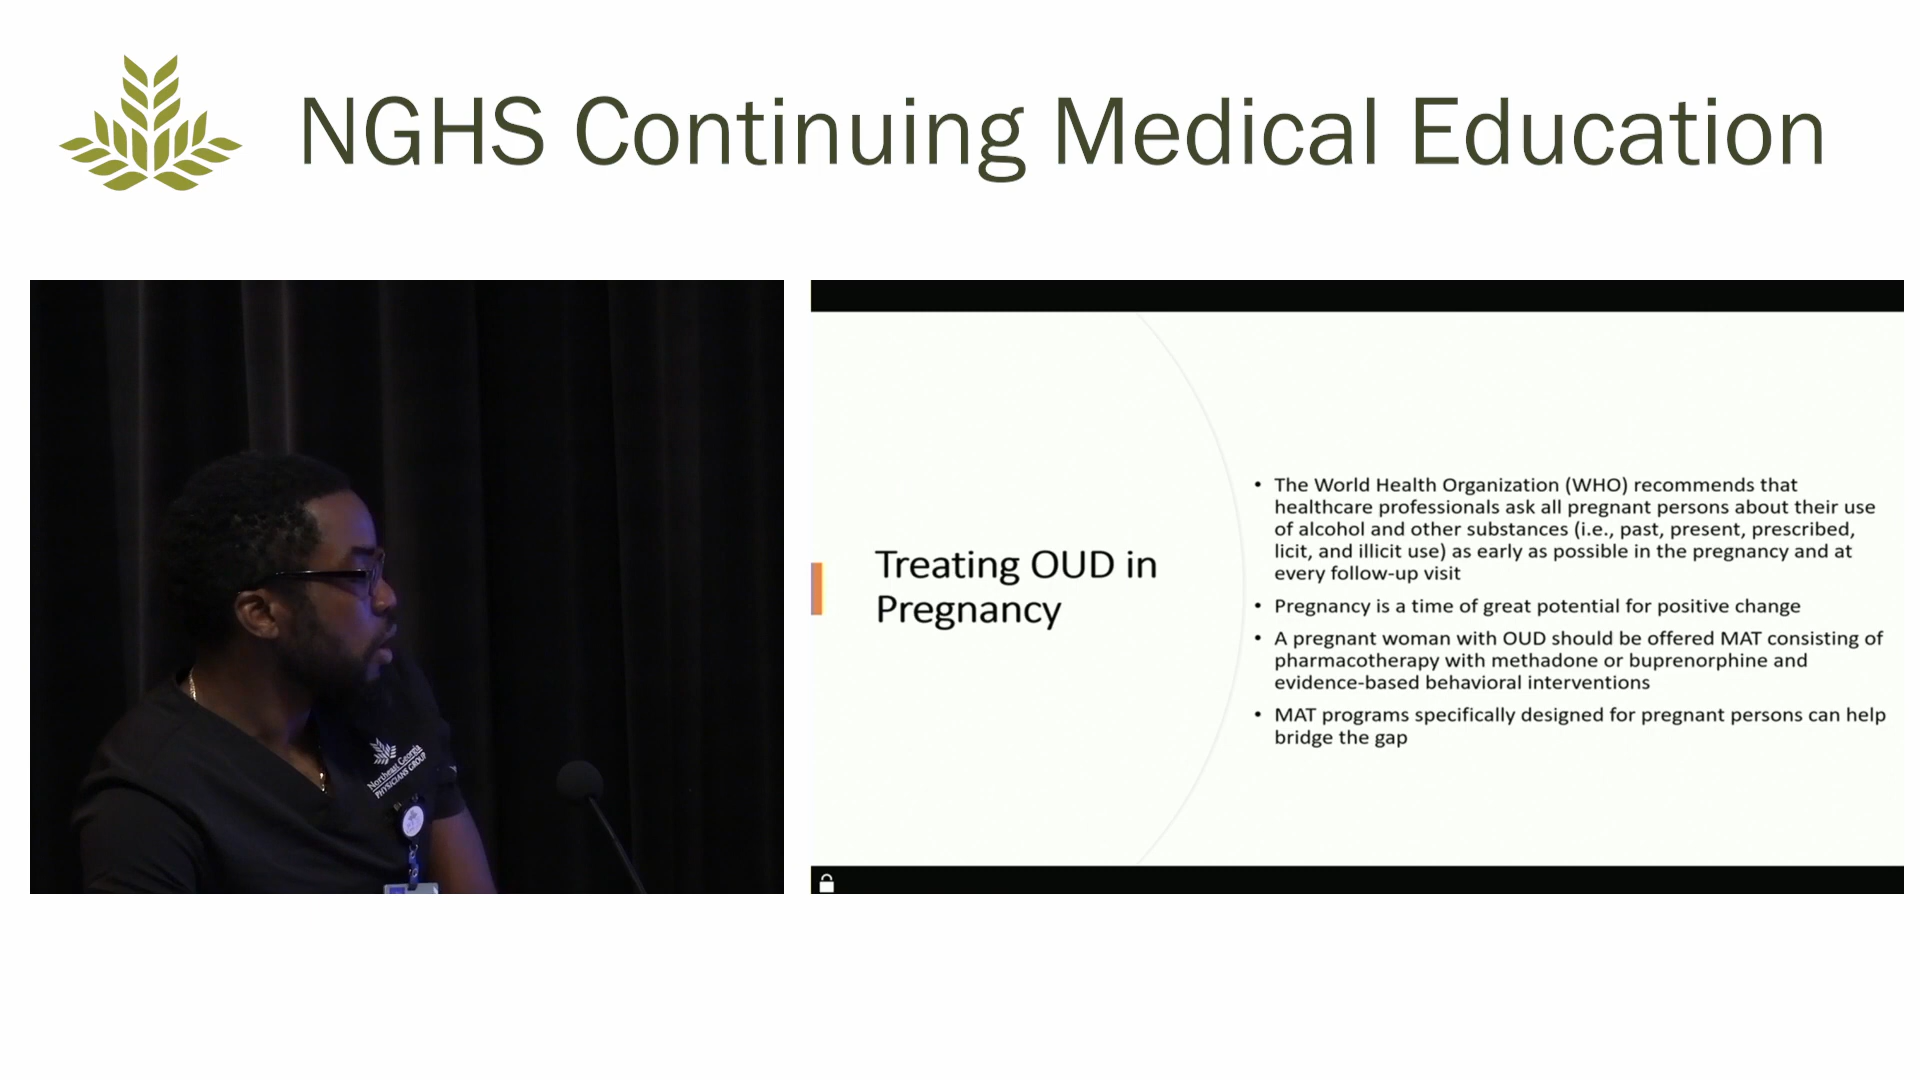 NGHS Continuing Medical Education
Northeast Georgia
PHYSICIANS GROUP
Treating OUD in
Pregnancy
• The World Health Organization (WHO) recommends that
healthcare professionals ask all pregnant persons about their use
of alcohol and other substances (i.e., past, present, prescribed,
licit, and illicit use) as early as possible in the pregnancy and at
every follow-up visit
• Pregnancy is a time of great potential for positive change
• A pregnant woman with OUD should be offered MAT consisting of
pharmacotherapy with methadone or buprenorphine and
evidence-based behavioral interventions
• MAT programs specifically designed for pregnant persons can help
bridge the gap